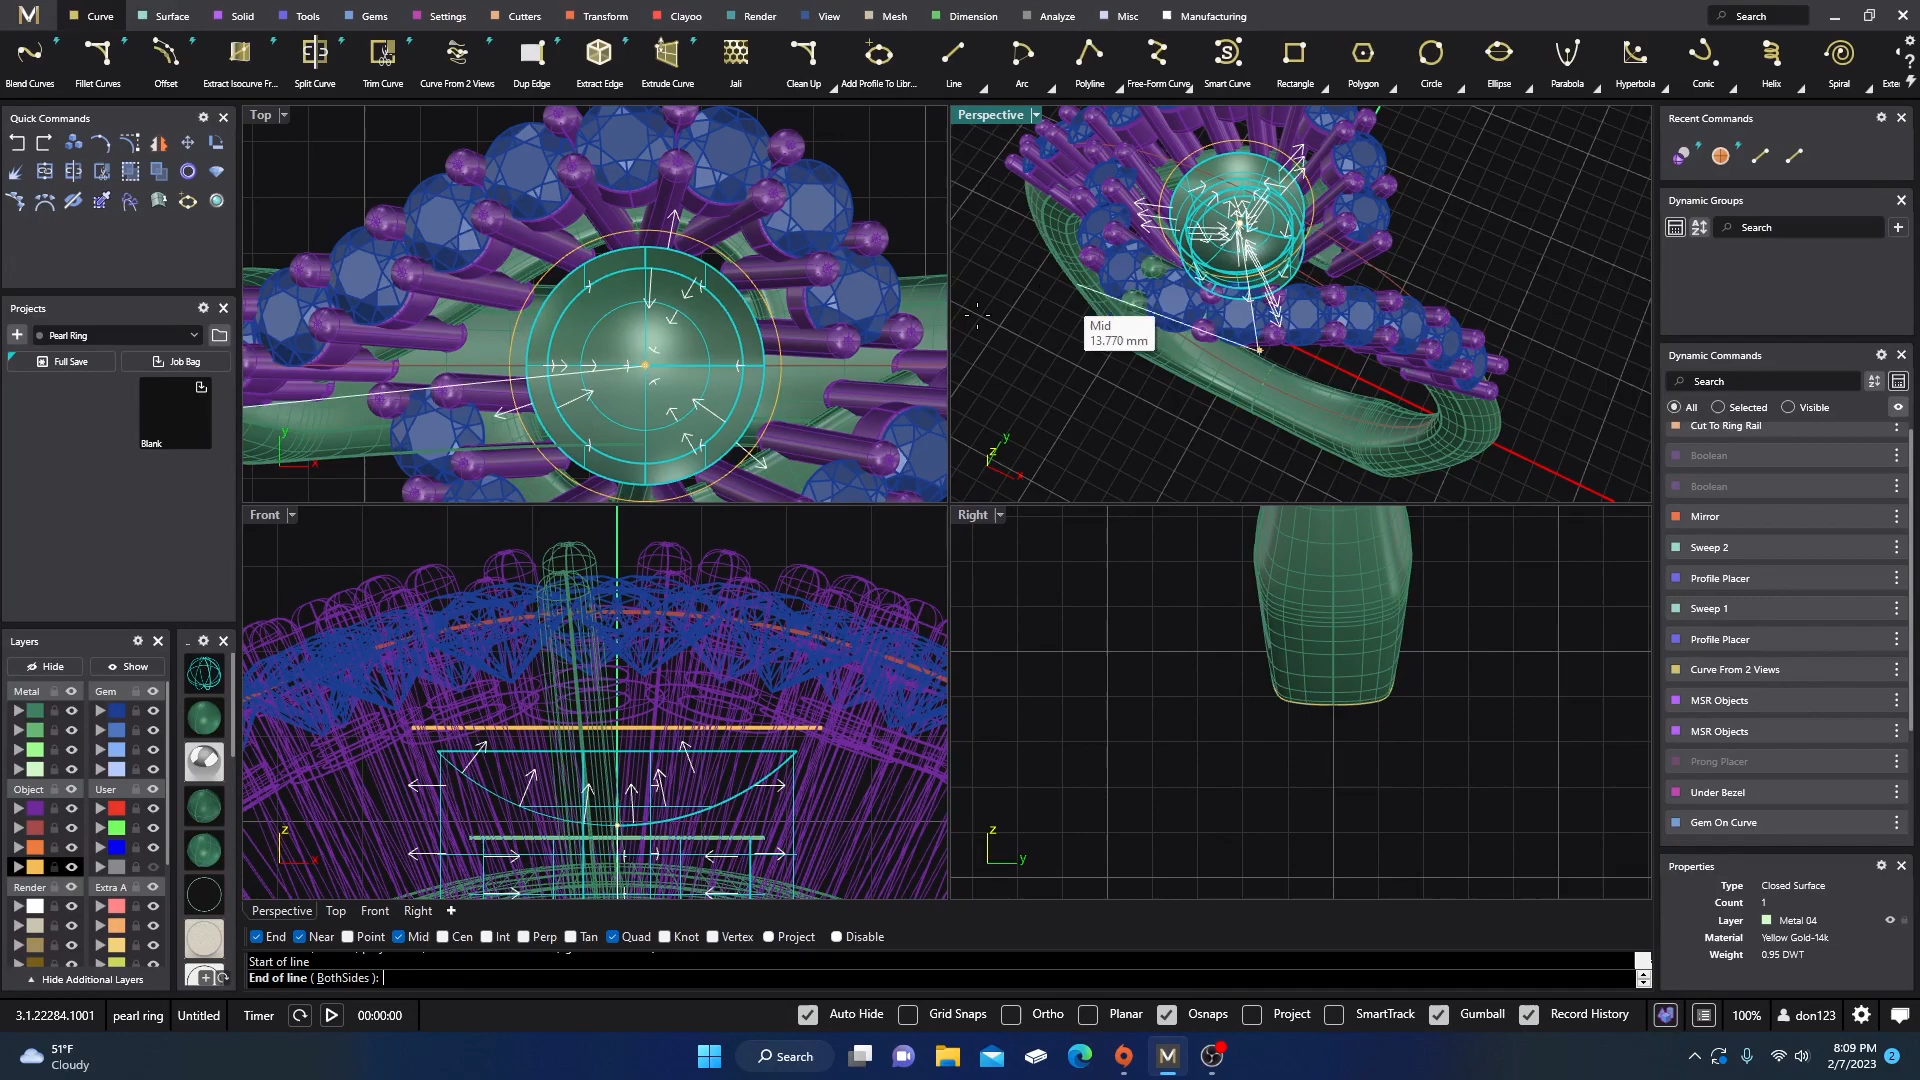 Curve Surface Solid Tools Gems Settings Cutters Transform Clayoo Render View Mesh Dimension Analyze Misc Manufacturing Search
Blend Curves Fillet Curves Offset Extract Isocurve Fr... Split Curve Trim Curve Curve From 2 Views Dup Edge Extract Edge Extrude Curve Jali Clean Up Add Profile To Libr... Line Arc Polyline Free-Form Curve Smart Curve Rectangle Polygon Circle Ellipse Parabola Hyperbola Conic Helix Spiral Exter
Quick Commands
Projects
Pearl Ring
Full Save Job Bag
Blank
Layers
Hide Show
Metal Gem
Object User
Render Extra A
Hide Additional Layers
Top
y
x
Perspective
Mid
13.770 mm
y
z
x
Front
z
x
Right
z
y
Perspective Top Front Right
End Near Point Mid Cen Int Perp Tan Quad Knot Vertex Project Disable
Start of line
End of line ( BothSides ):
Recent Commands
Dynamic Groups
Search
Dynamic Commands
Search
All Selected Visible
Cut To Ring Rail
Boolean
Boolean
Mirror
Sweep 2
Profile Placer
Sweep 1
Profile Placer
Curve From 2 Views
MSR Objects
MSR Objects
Prong Placer
Under Bezel
Gem On Curve
Properties
Type Closed Surface
Count 1
Layer Metal 04
Material Yellow Gold-14k
Weight 0.95 DWT
3.1.22284.1001 pearl ring Untitled Timer 00:00:00 Auto Hide Grid Snaps Ortho Planar Osnaps Project SmartTrack Gumball Record History 100% don123
51°F
Cloudy
Search
8:09 PM
2/7/2023
2